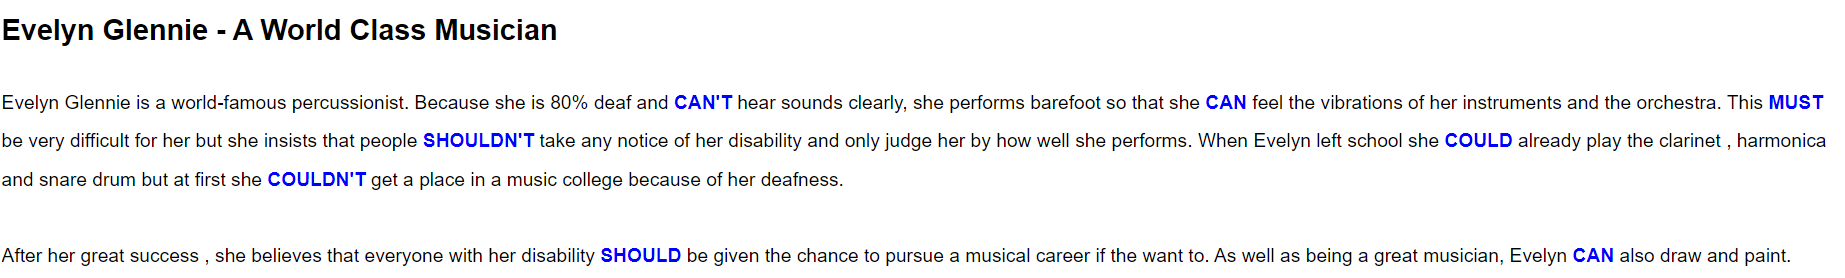 Evelyn Glennie - A World Class Musician
Evelyn Glennie is a world-famous percussionist. Because she is 80% deaf and CAN'T hear sounds clearly, she performs barefoot so that she CAN feel the vibrations of her instruments and the orchestra. This MUST
be very difficult for her but she insists that people SHOULDN'T take any notice of her disability and only judge her by how well she performs. When Evelyn left school she COULD already play the clarinet , harmonica
and snare drum but at first she COULDN'T get a place in a music college because of her deafness.
After her great success , she believes that everyone with her disability SHOULD be given the chance to pursue a musical career if the want to. As well as being a great musician, Evelyn CAN also draw and paint.